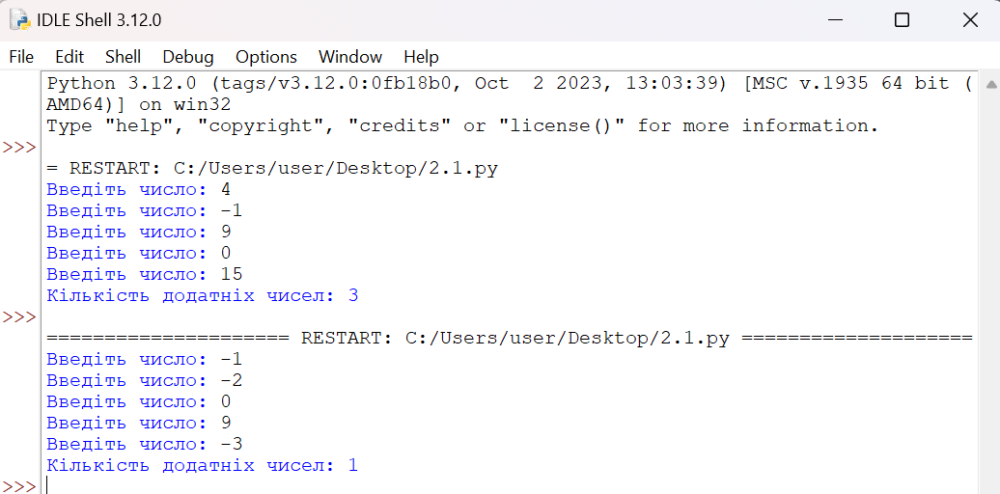 IDLE Shell 3.12.0
File Edit Shell Debug Options Window Help
Python 3.12.0 (tags/v3.12.0:0fb18b0, Oct  2 2023, 13:03:39) [MSC v.1935 64 bit (
AMD64)] on win32
Type "help", "copyright", "credits" or "license()" for more information.
>>>
= RESTART: C:/Users/user/Desktop/2.1.py
Введіть число: 4
Введіть число: -1
Введіть число: 9
Введіть число: 0
Введіть число: 15
Кількість додатніх чисел: 3
>>>
===================== RESTART: C:/Users/user/Desktop/2.1.py ====================
Введіть число: -1
Введіть число: -2
Введіть число: 0
Введіть число: 9
Введіть число: -3
Кількість додатніх чисел: 1
>>>